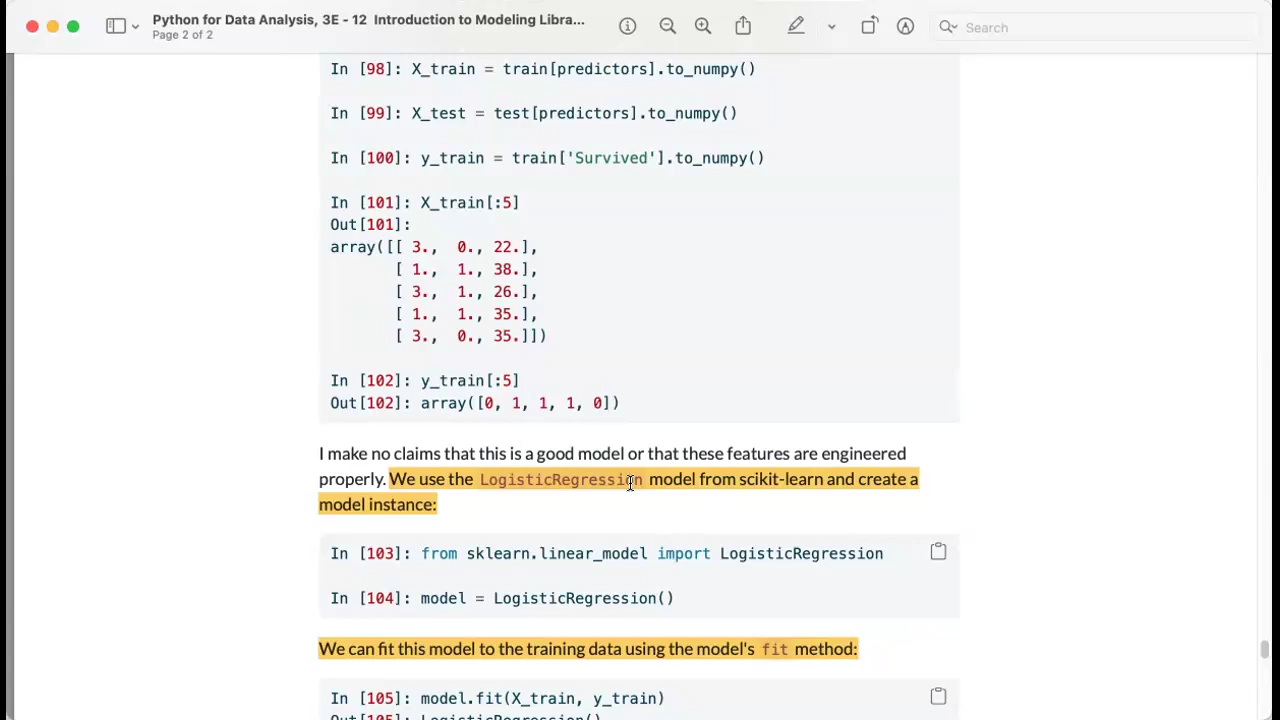 Python for Data Analysis, 3E - 12 Introduction to Modeling Libra...
Page 2 of 2
Search
In [98]: X_train = train[predictors].to_numpy()
In [99]: X_test = test[predictors].to_numpy()
In [100]: y_train = train['Survived'].to_numpy()
In [101]: X_train[:5]
Out[101]:
array([[ 3.,  0., 22.],
       [ 1.,  1., 38.],
       [ 3.,  1., 26.],
       [ 1.,  1., 35.],
       [ 3.,  0., 35.]])
In [102]: y_train[:5]
Out[102]: array([0, 1, 1, 1, 0])
I make no claims that this is a good model or that these features are engineered
properly. We use the LogisticRegression model from scikit-learn and create a
model instance:
In [103]: from sklearn.linear_model import LogisticRegression
In [104]: model = LogisticRegression()
We can fit this model to the training data using the model's fit method:
In [105]: model.fit(X_train, y_train)
Out[105]: LogisticRegression()